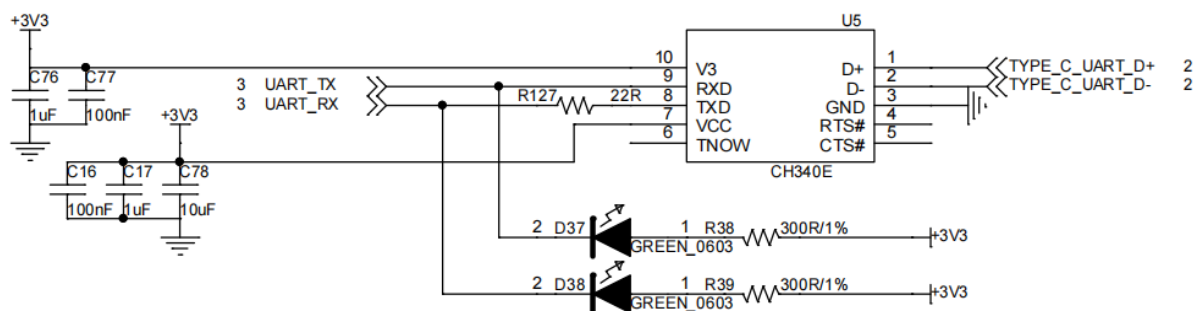 +3V3
U5
C76
C77
1uF
100nF
3 UART_TX
3 UART_RX
R127
22R
10
9
8
7
6
V3
RXD
TXD
VCC
TNOW
D+
D-
GND
RTS#
CTS#
1
2
3
4
5
TYPE_C_UART_D+ 2
TYPE_C_UART_D- 2
CH340E
+3V3
C16
C17
C78
100nF
1uF
10uF
2 D37
1 R38
300R/1%
+3V3
GREEN_0603
2 D38
1 R39
300R/1%
+3V3
GREEN_0603